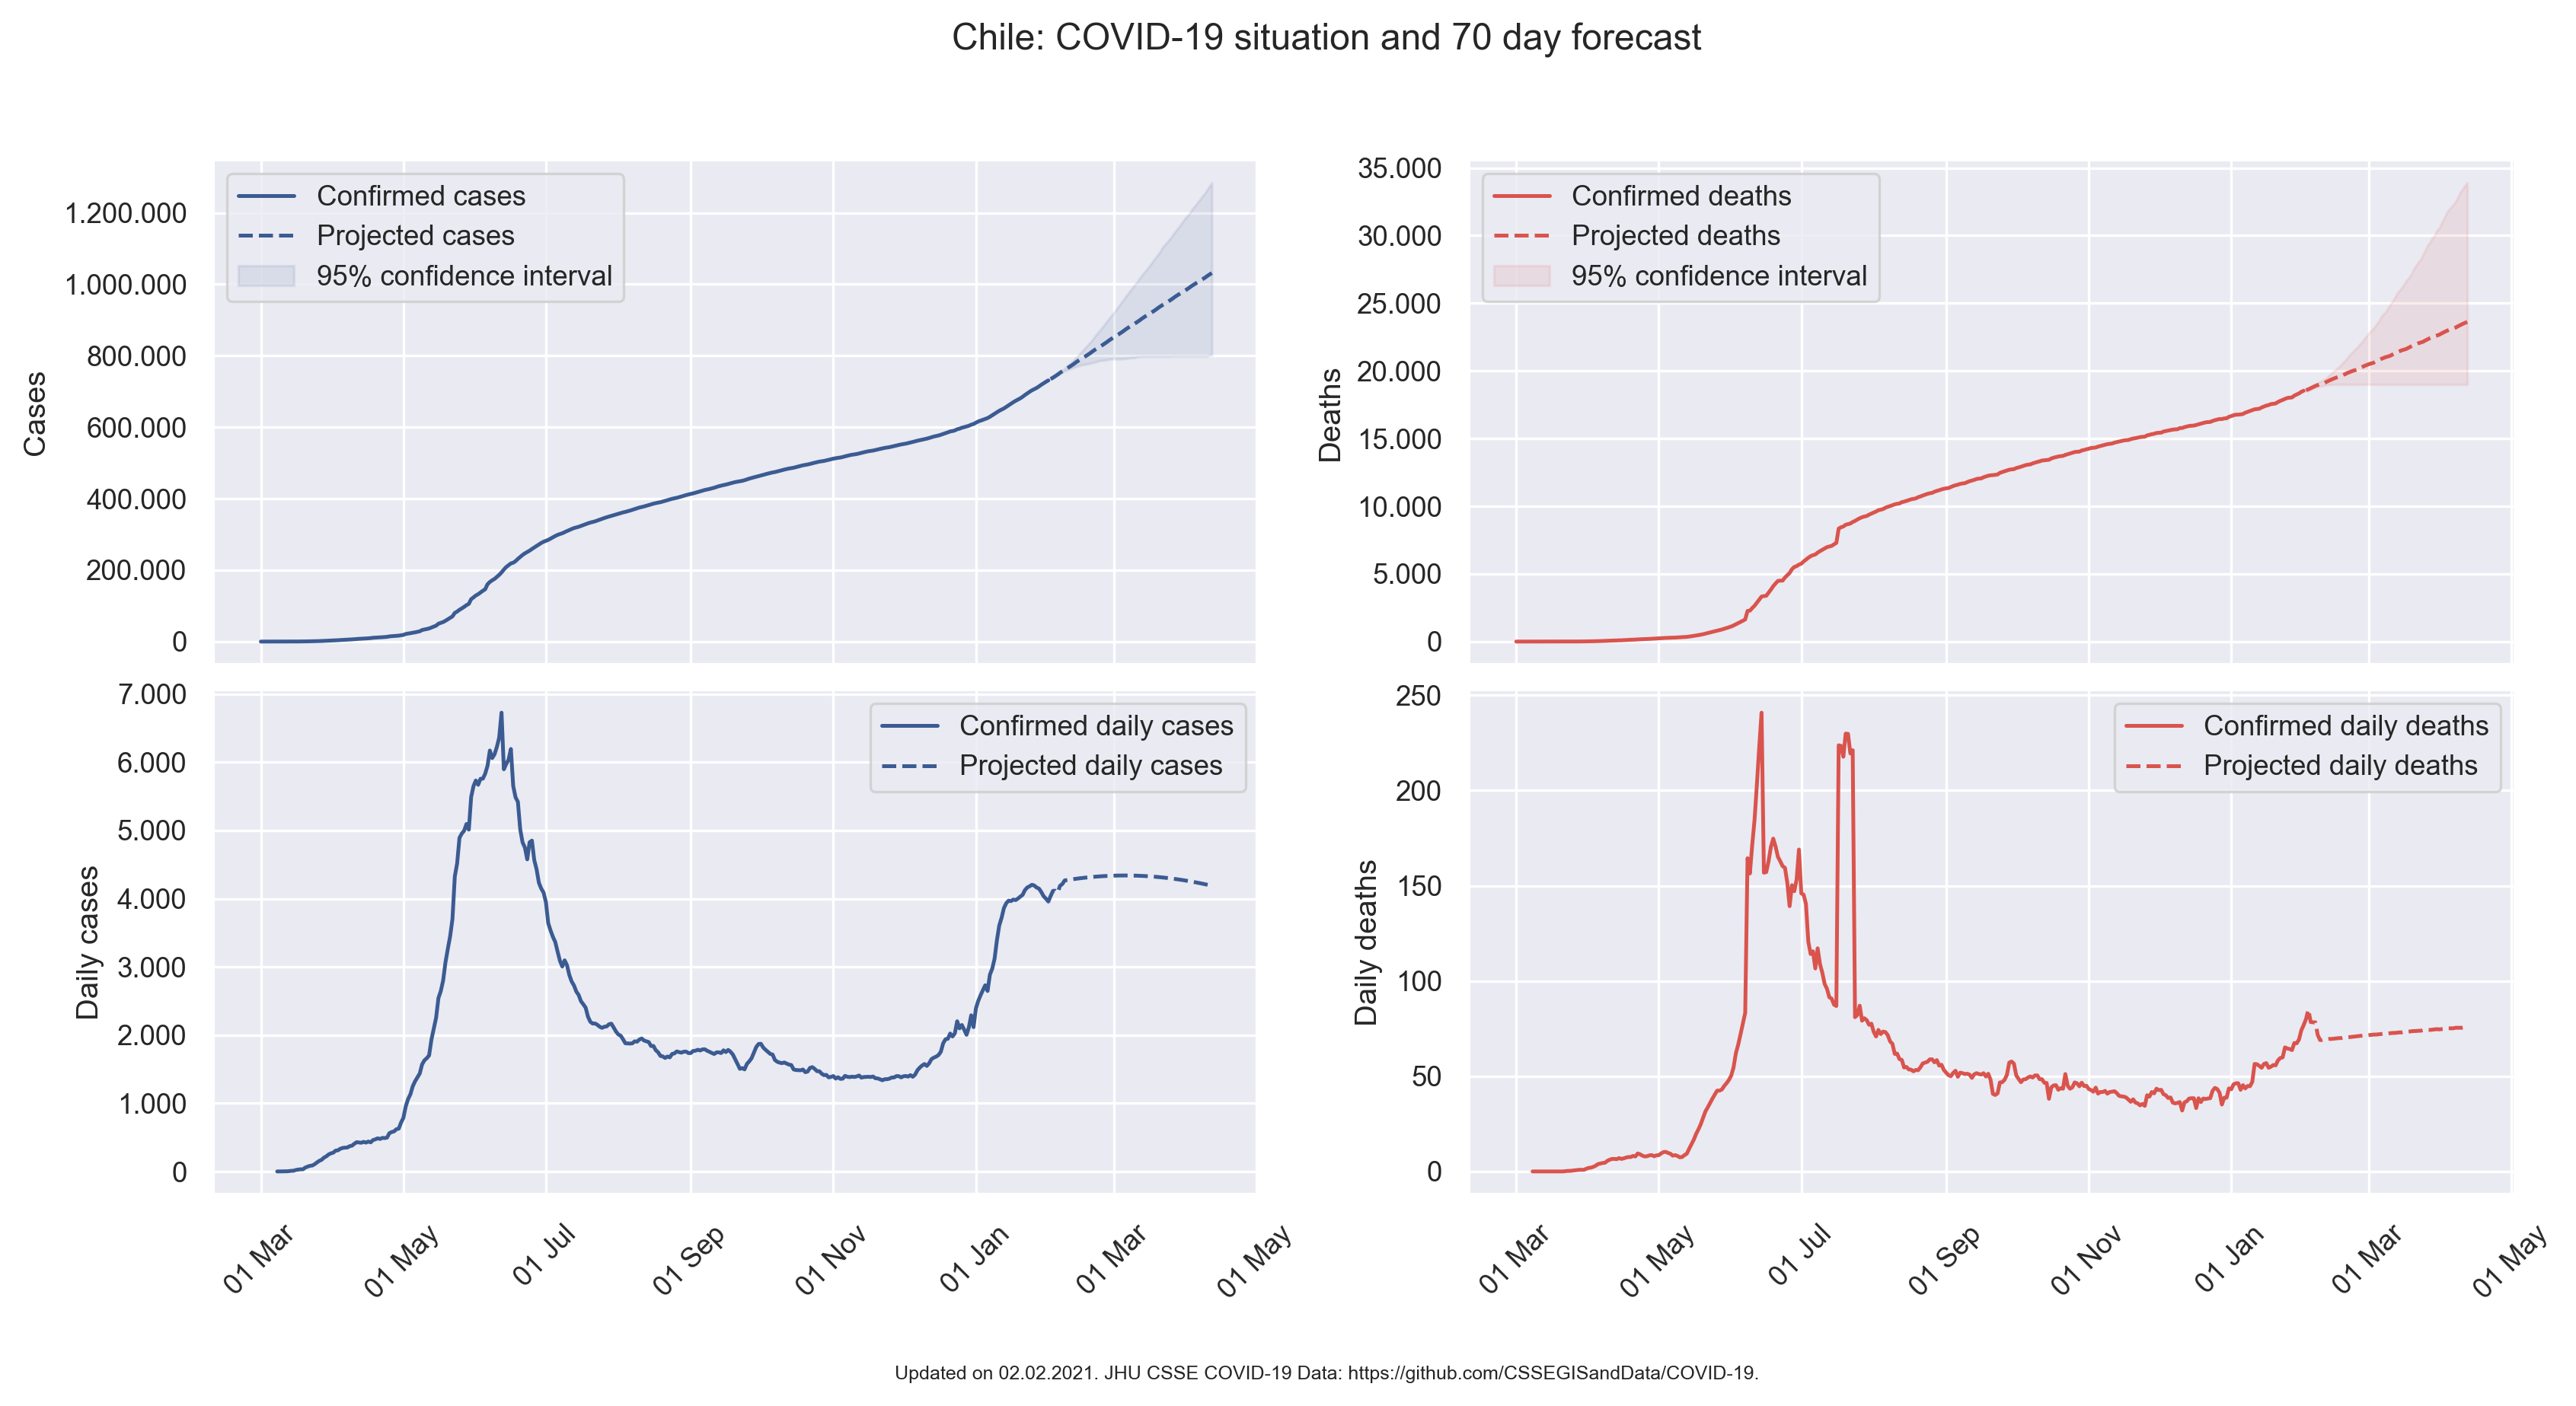 Chile: COVID-19 situation and 70 day forecast
Confirmed cases
Projected cases
95% confidence interval
1.200.000
1.000.000
800.000
600.000
400.000
200.000
0
Cases
Confirmed deaths
Projected deaths
95% confidence interval
35.000
30.000
25.000
20.000
15.000
10.000
5.000
0
Deaths
Confirmed daily cases
Projected daily cases
7.000
6.000
5.000
4.000
3.000
2.000
1.000
0
Daily cases
01 Mar
01 May
01 Jul
01 Sep
01 Nov
01 Jan
01 Mar
01 May
Confirmed daily deaths
Projected daily deaths
250
200
150
100
50
0
Daily deaths
01 Mar
01 May
01 Jul
01 Sep
01 Nov
01 Jan
01 Mar
01 May
Updated on 02.02.2021. JHU CSSE COVID-19 Data: https://github.com/CSSEGISandData/COVID-19.